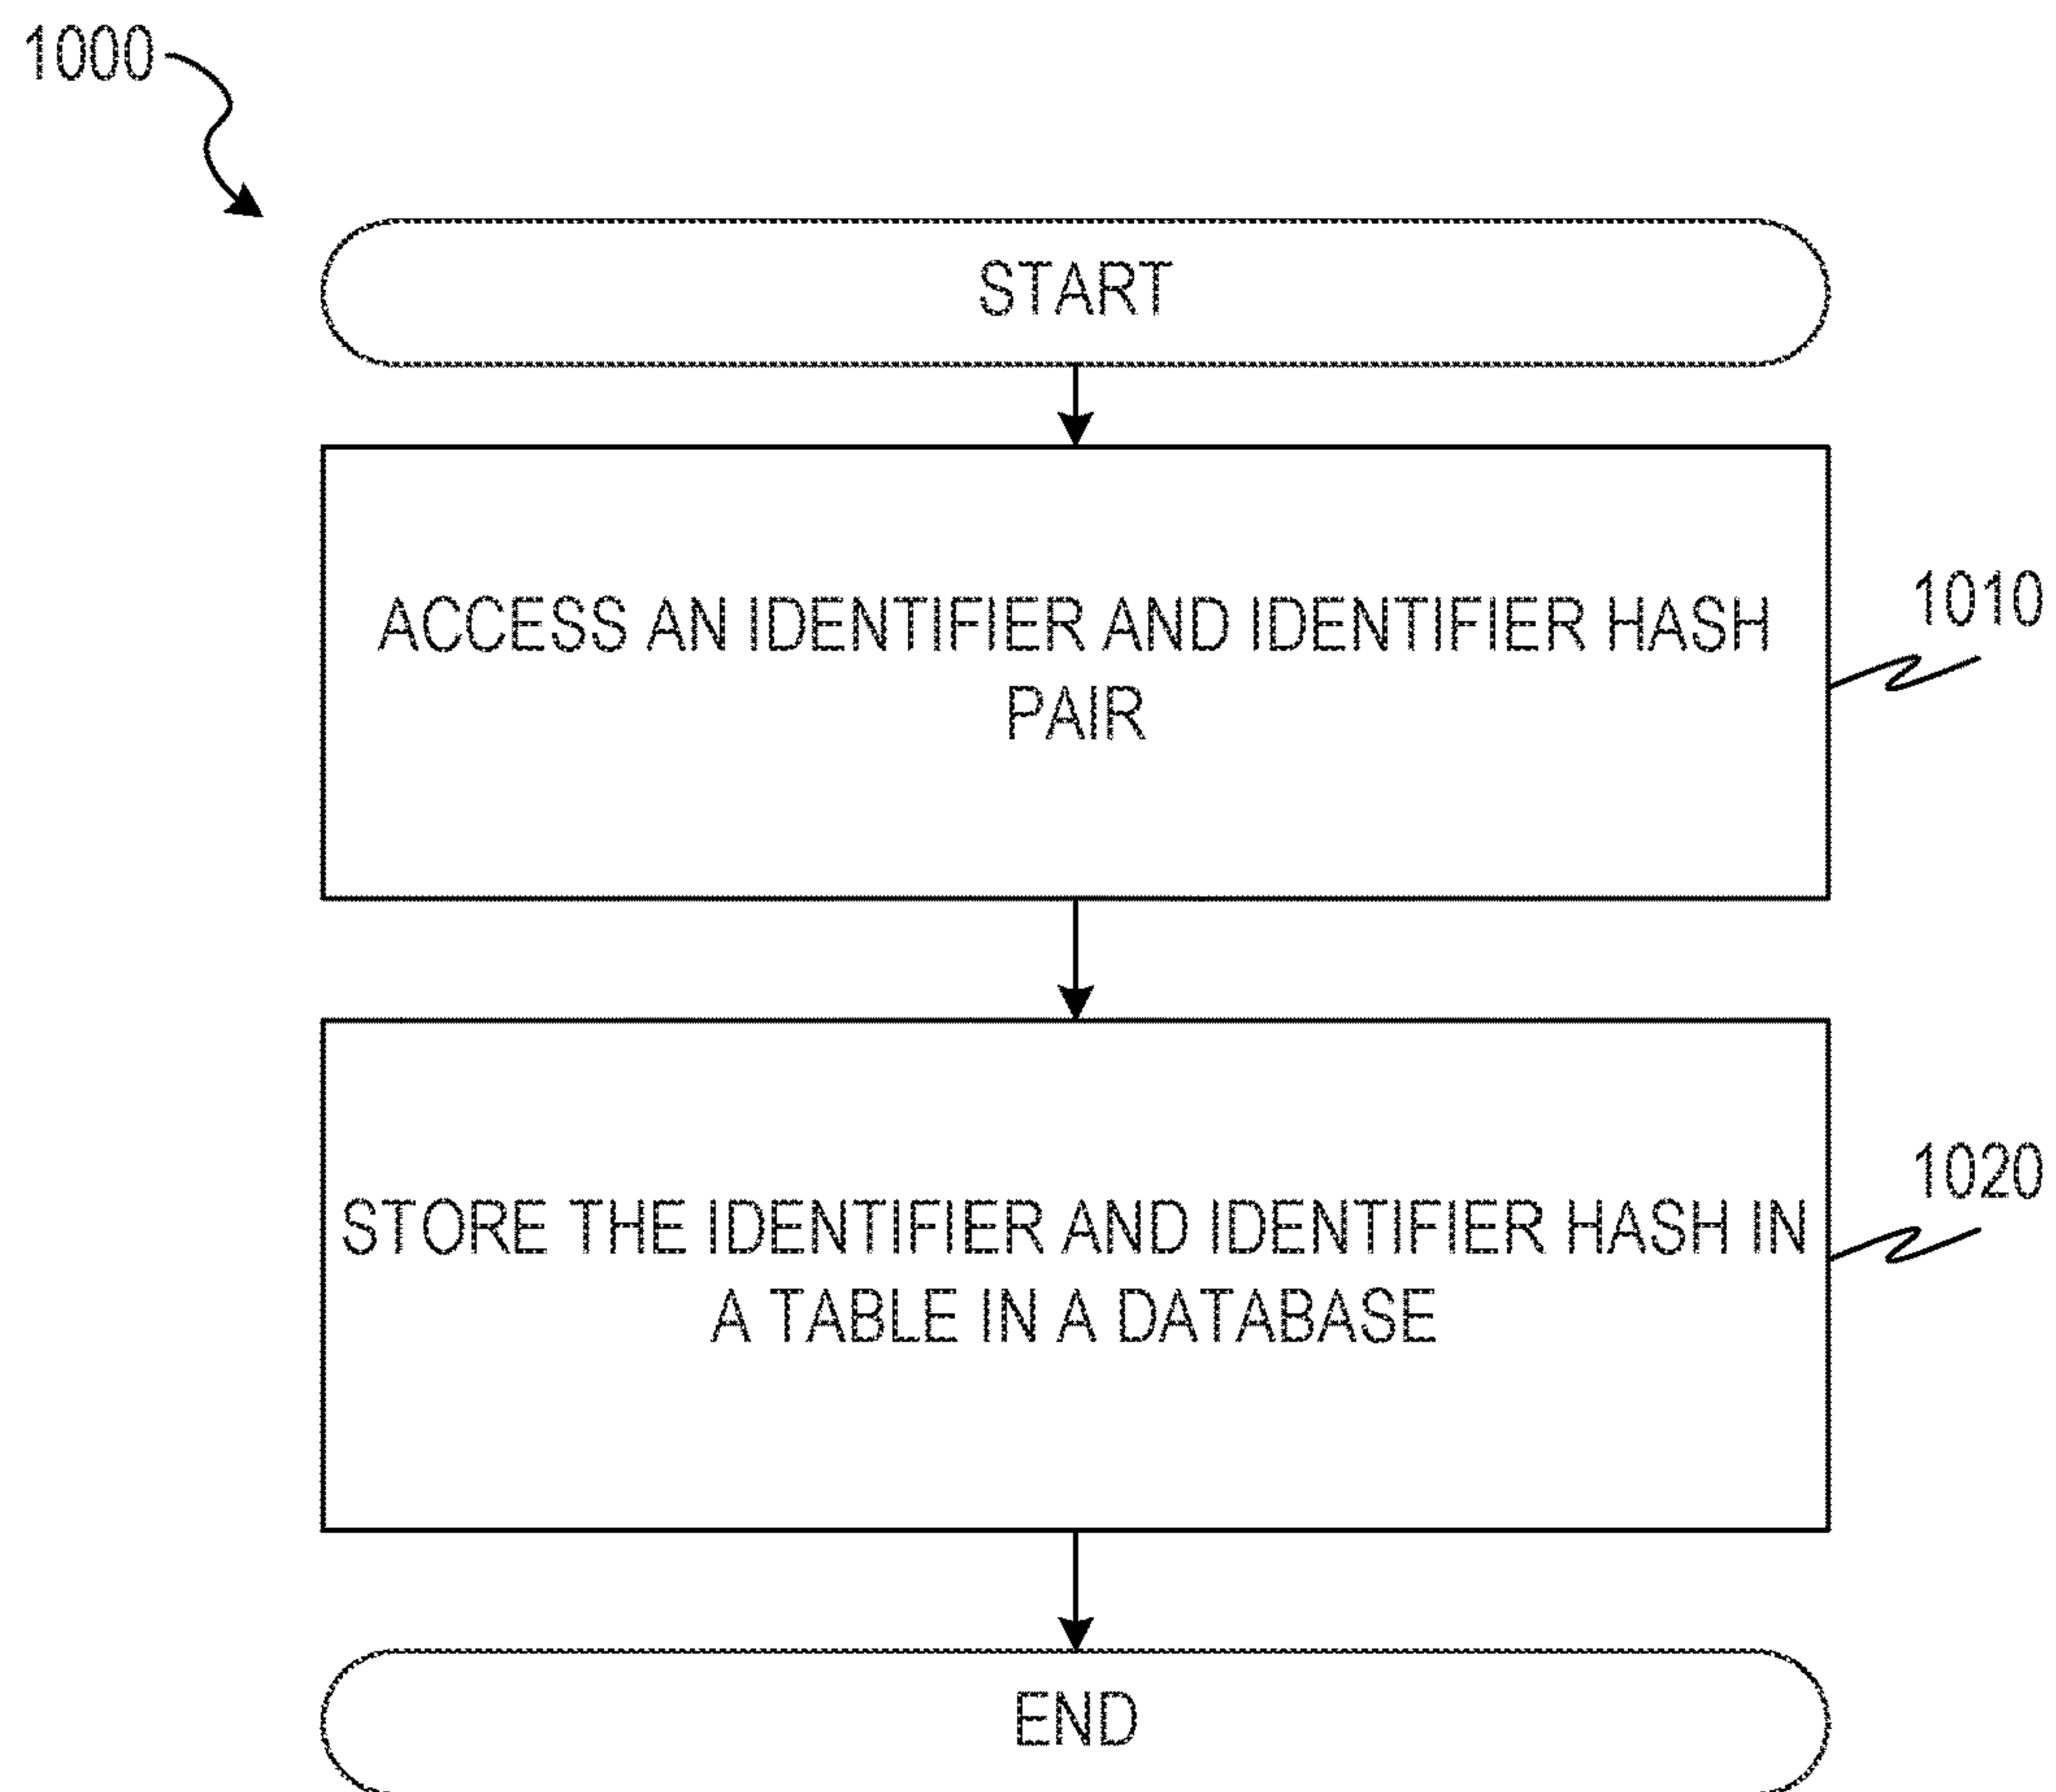 1000
START
ACCESS AN IDENTIFIER AND IDENTIFIER HASH
PAIR
1010
STORE THE IDENTIFIER AND IDENTIFIER HASH IN
A TABLE IN A DATABASE
1020
END